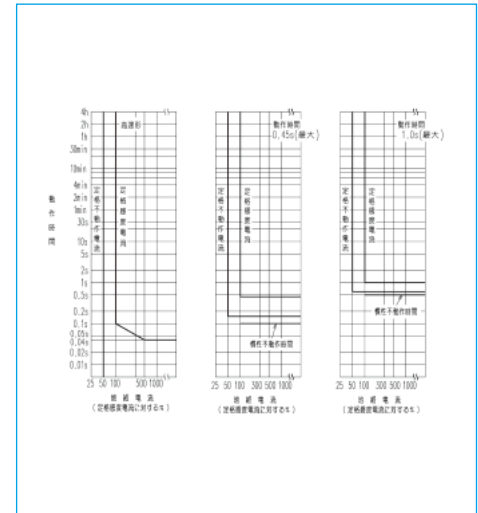 高速形
動作時間
0.45s(最大)
動作時間
1.0s(最大)
4h
2h
1h
30min
10min
4min
2min
1min
30s
10s
5s
2s
1s
0.5s
0.2s
0.1s
0.05s
0.04s
0.02s
0.01s
動作時間
定格不動作電流
定格感度電流
定格不動作電流
定格感度電流
定格不動作電流
定格感度電流
慣性不動作時間
慣性不動作時間
25 50 100 500 1000
25 50 100 300 500 1000
25 50 100 300 500 1000
地絡電流
(定格感度電流に対する%)
地絡電流
(定格感度電流に対する%)
地絡電流
(定格感度電流に対する%)